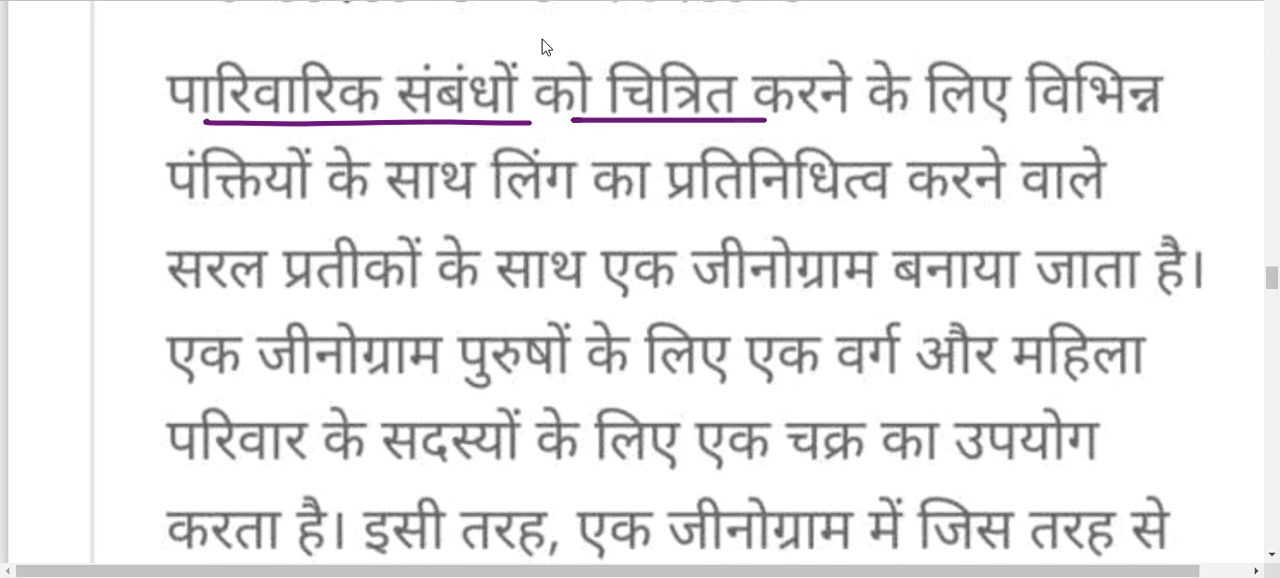 पारिवारिक संबंधों को चित्रित करने के लिए विभिन्न
पंक्तियों के साथ लिंग का प्रतिनिधित्व करने वाले
सरल प्रतीकों के साथ एक जीनोग्राम बनाया जाता है।
एक जीनोग्राम पुरुषों के लिए एक वर्ग और महिला
परिवार के सदस्यों के लिए एक चक्र का उपयोग
करता है। इसी तरह, एक जीनोग्राम में जिस तरह से